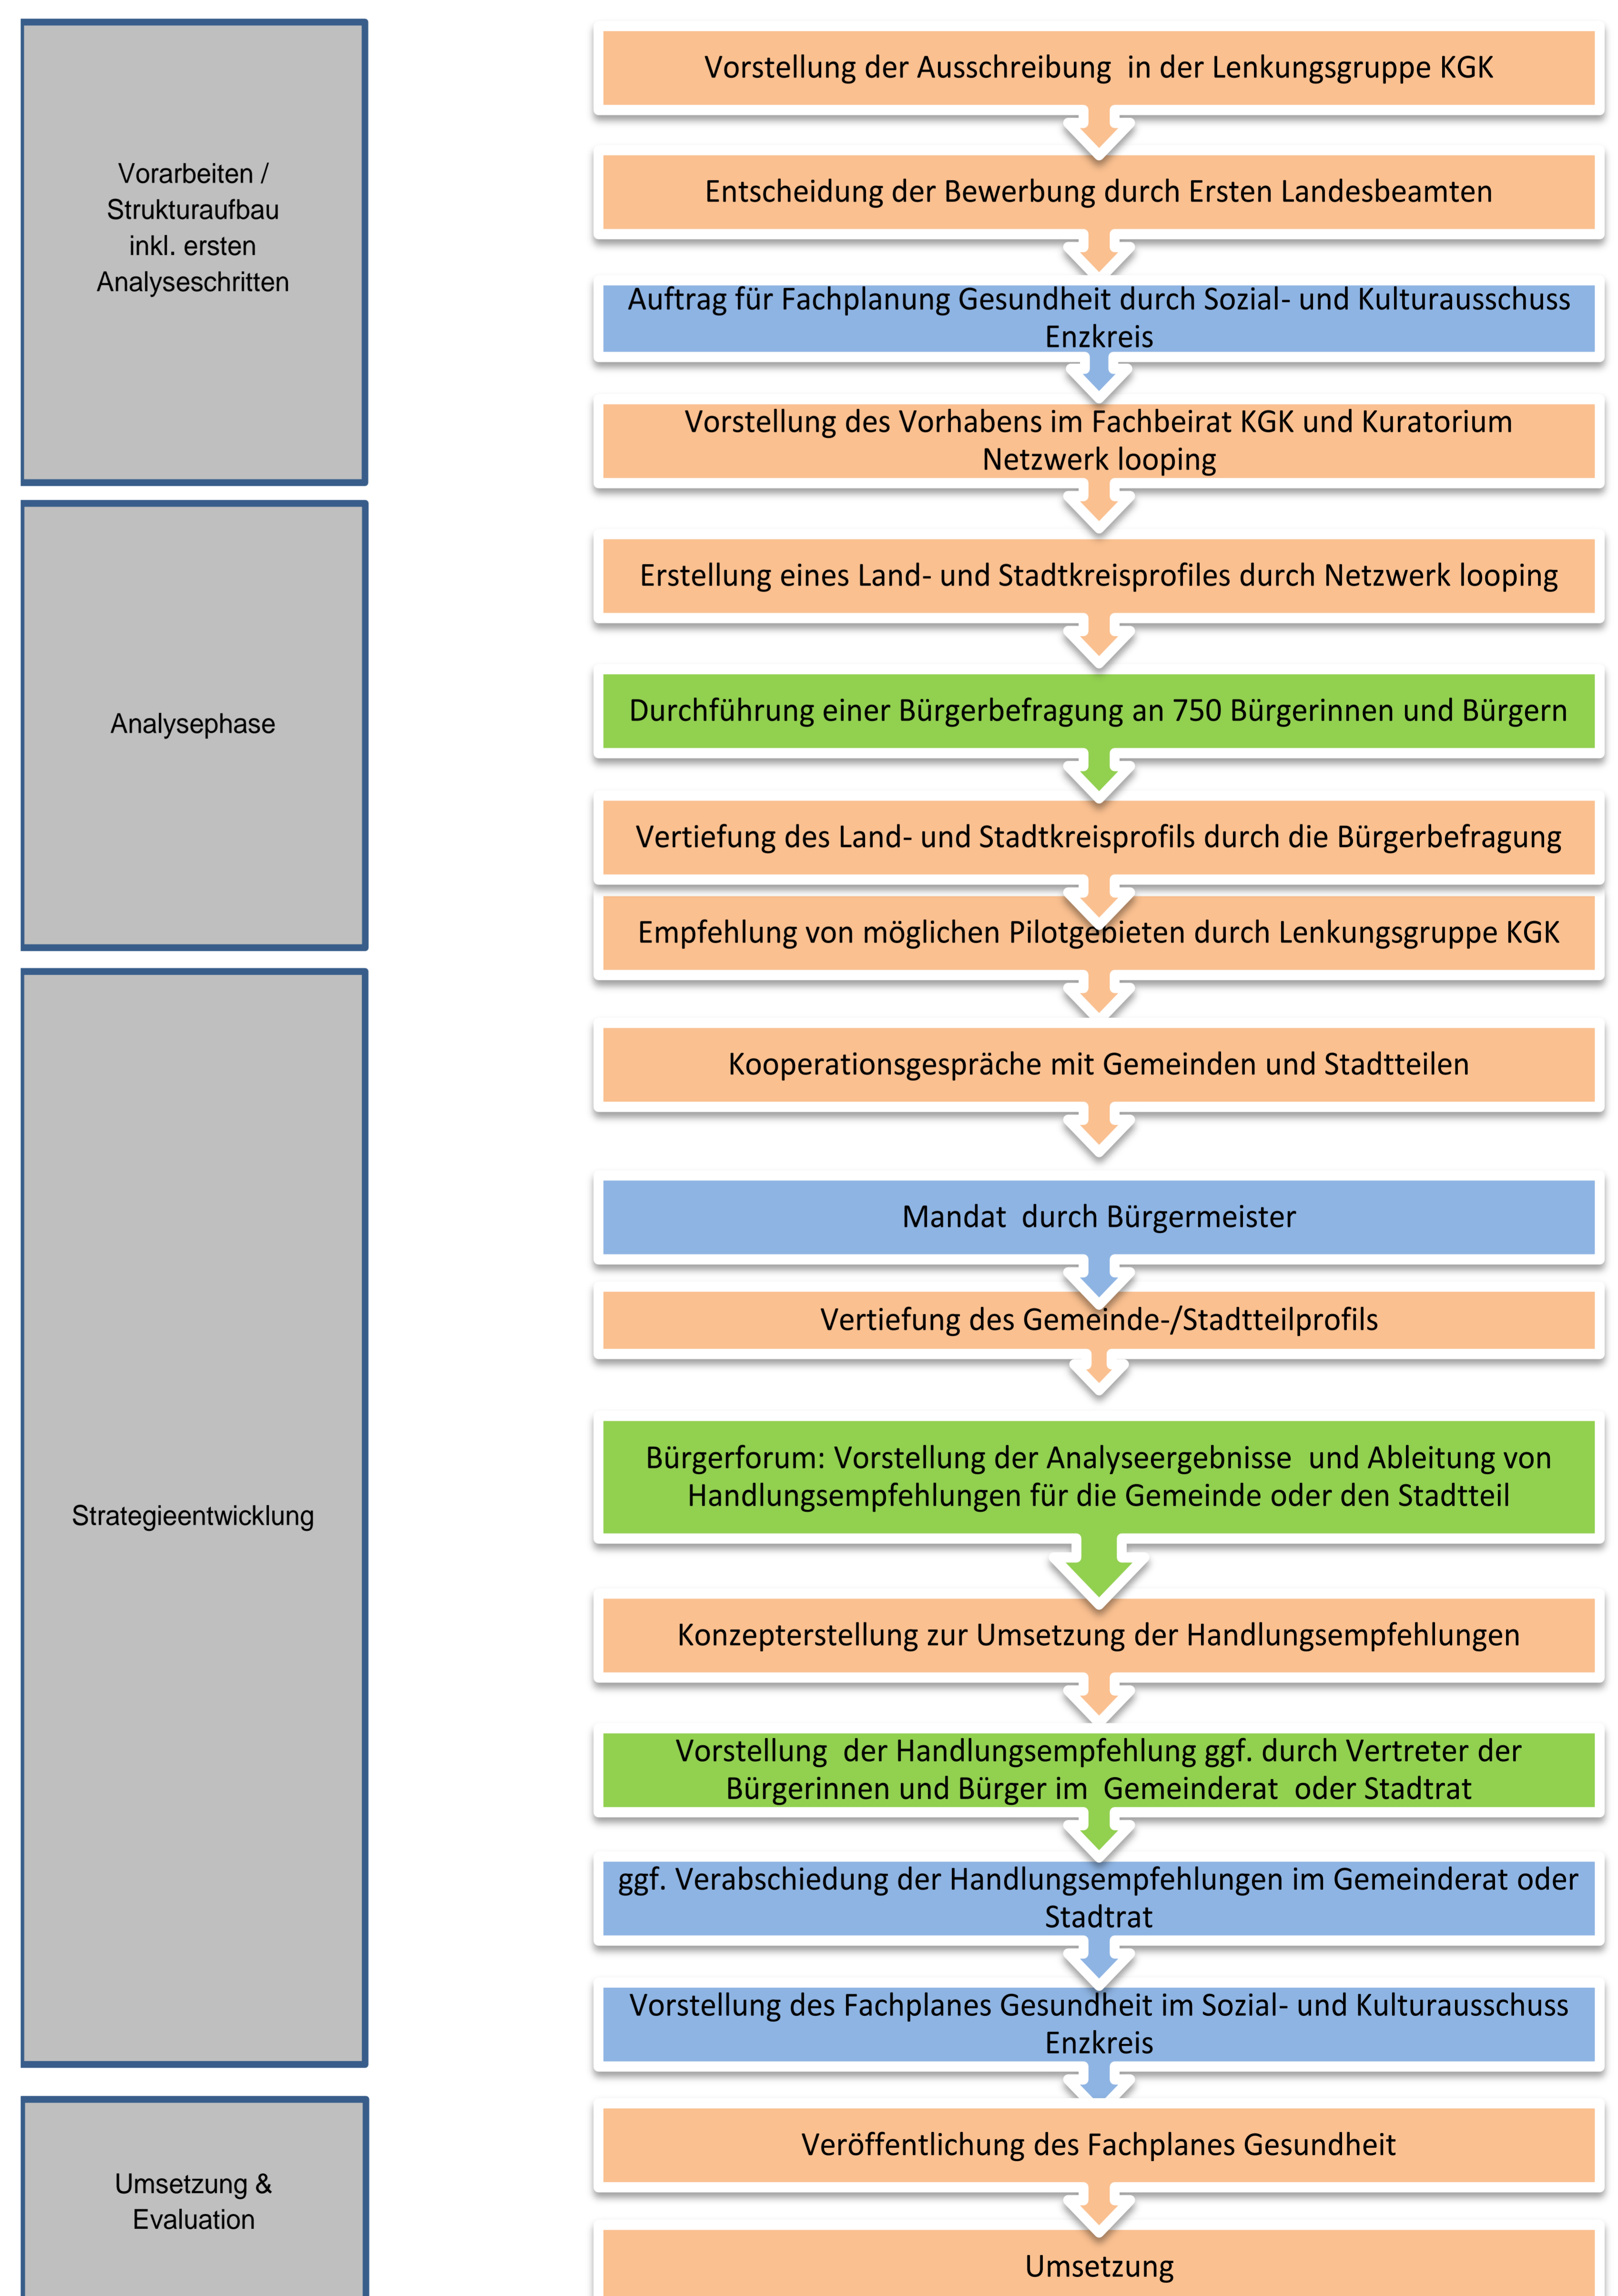 Vorarbeiten /
Strukturaufbau
inkl. ersten
Analyseschritten
Vorstellung der Ausschreibung in der Lenkungsgruppe KGK
Entscheidung der Bewerbung durch Ersten Landesbeamten
Auftrag für Fachplanung Gesundheit durch Sozial- und Kulturausschuss
Enzkreis
Vorstellung des Vorhabens im Fachbeirat KGK und Kuratorium
Netzwerk looping
Analysephase
Erstellung eines Land- und Stadtkreisprofiles durch Netzwerk looping
Durchführung einer Bürgerbefragung an 750 Bürgerinnen und Bürgern
Vertiefung des Land- und Stadtkreisprofils durch die Bürgerbefragung
Empfehlung von möglichen Pilotgebieten durch Lenkungsgruppe KGK
Strategieentwicklung
Kooperationsgespräche mit Gemeinden und Stadtteilen
Mandat durch Bürgermeister
Vertiefung des Gemeinde-/Stadtteilprofils
Bürgerforum: Vorstellung der Analyseergebnisse und Ableitung von
Handlungsempfehlungen für die Gemeinde oder den Stadtteil
Konzepterstellung zur Umsetzung der Handlungsempfehlungen
Vorstellung der Handlungsempfehlung ggf. durch Vertreter der
Bürgerinnen und Bürger im Gemeinderat oder Stadtrat
ggf. Verabschiedung der Handlungsempfehlungen im Gemeinderat oder
Stadtrat
Vorstellung des Fachplanes Gesundheit im Sozial- und Kulturausschuss
Enzkreis
Umsetzung &
Evaluation
Veröffentlichung des Fachplanes Gesundheit
Umsetzung